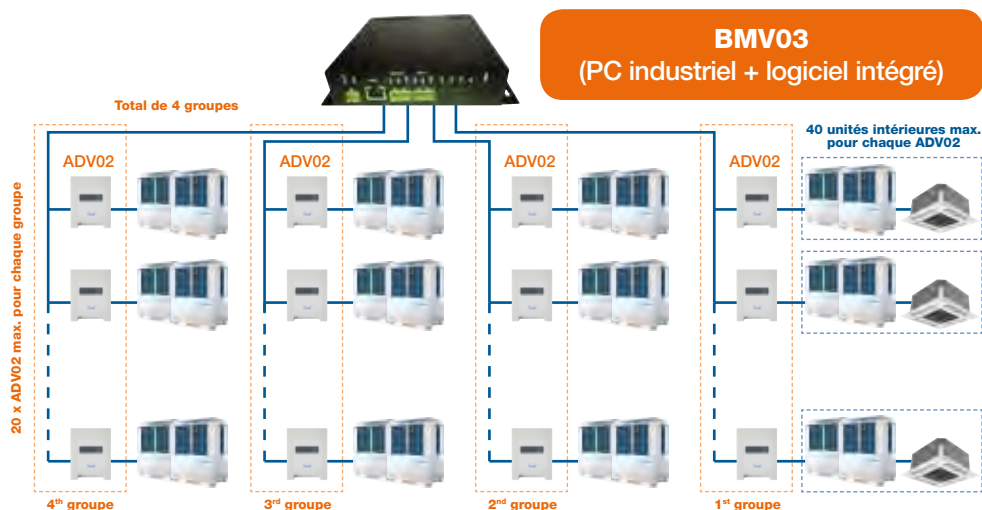 BMV03
(PC industriel + logiciel intégré)
Total de 4 groupes
40 unités intérieures max.
pour chaque ADV02
ADV02
ADV02
ADV02
ADV02
20 x ADV02 max. pour chaque groupe
4th groupe
3rd groupe
2nd groupe
1st groupe